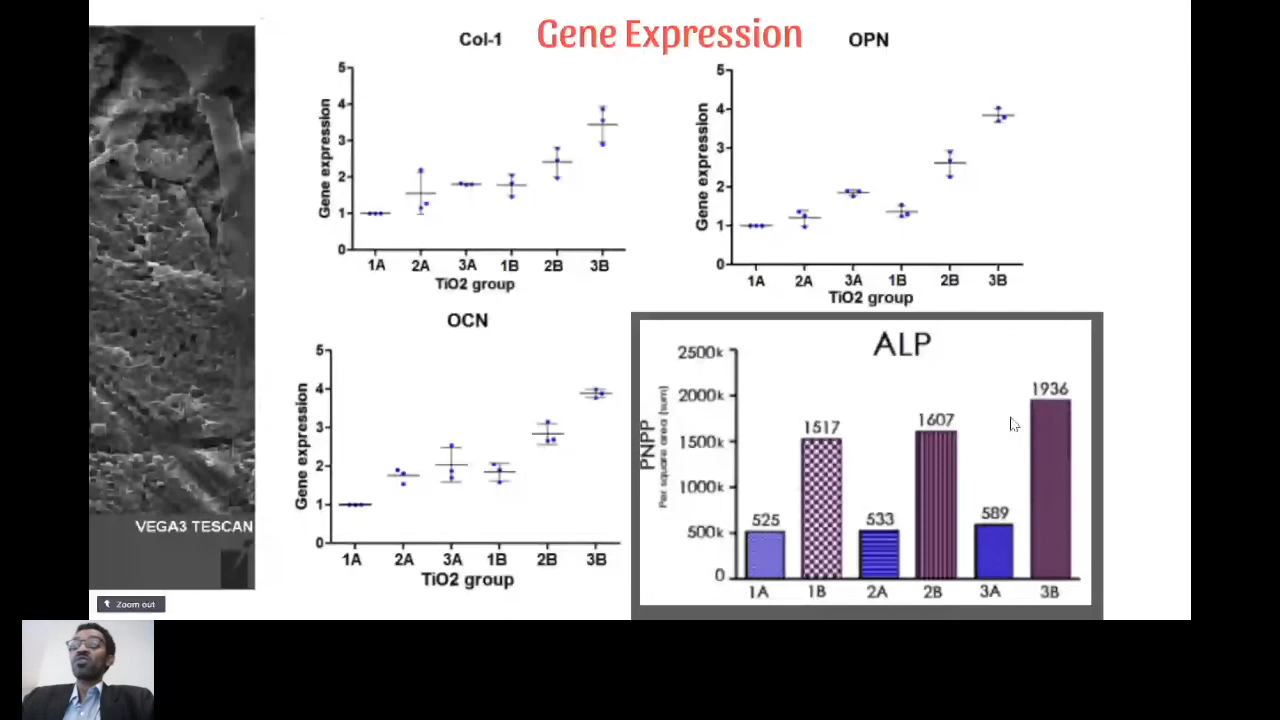 Gene Expression
Col-1
5
4
3
2
1
0
Gene expression
1A 2A 3A 1B 2B 3B
TiO2 group
OPN
5
4
3
2
1
0
Gene expression
1A 2A 3A 1B 2B 3B
TiO2 group
OCN
5
4
3
2
1
0
Gene expression
1A 2A 3A 1B 2B 3B
TiO2 group
ALP
2500k
2000k
1500k
1000k
500k
0
PNPP
Per square area (sum)
525 1517 533 1607 589 1936
1A 1B 2A 2B 3A 3B
VEGA3 TESCAN
Zoom out